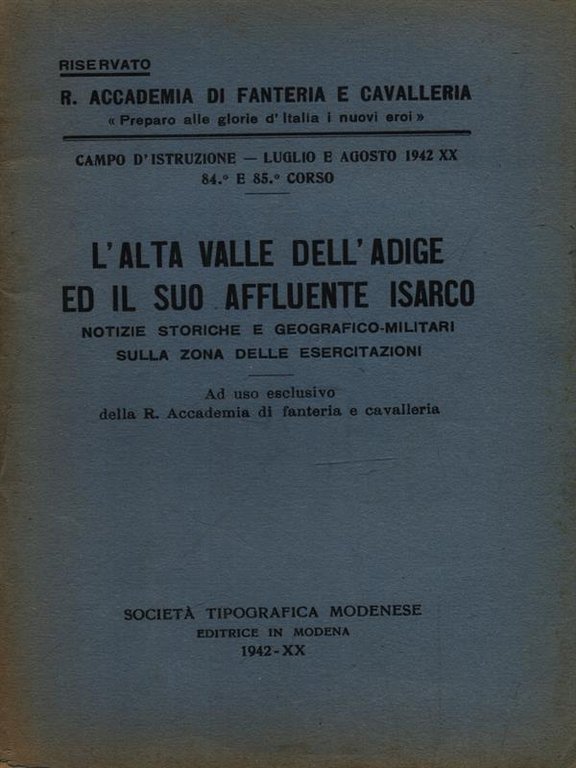 RISERVATO
R. ACCADEMIA DI FANTERIA E CAVALLERIA
« Preparo alle glorie d'Italia i nuovi eroi »
CAMPO D'ISTRUZIONE — LUGLIO E AGOSTO 1942 XX
84.° E 85.° CORSO
L'ALTA VALLE DELL'ADIGE
ED IL SUO AFFLUENTE ISARCO
NOTIZIE STORICHE E GEOGRAFICO-MILITARI
SULLA ZONA DELLE ESERCITAZIONI
Ad uso esclusivo
della R. Accademia di fanteria e cavalleria
SOCIETÀ TIPOGRAFICA MODENESE
EDITRICE IN MODENA
1942-XX